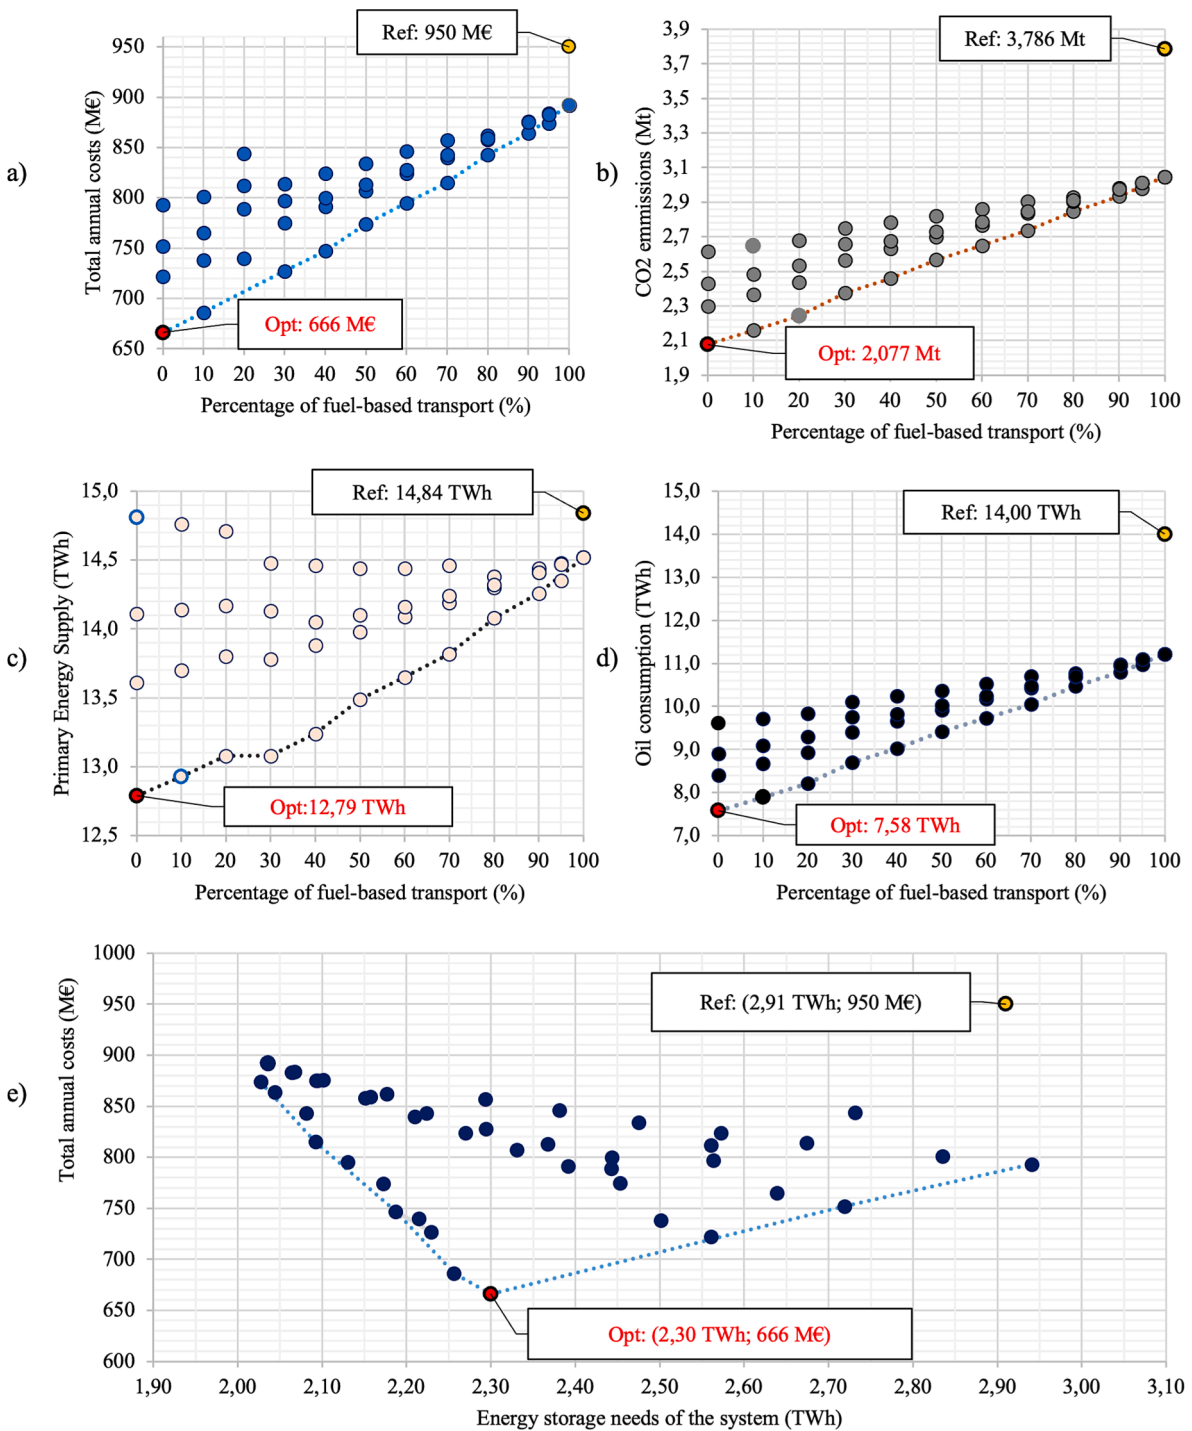 a)
Total annual costs (M€)
950
900
850
800
750
700
650
Ref: 950 M€
Opt: 666 M€
0 10 20 30 40 50 60 70 80 90 100
Percentage of fuel-based transport (%)
b)
CO2 emmissions (Mt)
3,9
3,7
3,5
3,3
3,1
2,9
2,7
2,5
2,3
2,1
1,9
Ref: 3,786 Mt
Opt: 2,077 Mt
0 10 20 30 40 50 60 70 80 90 100
Percentage of fuel-based transport (%)
c)
Primary Energy Supply (TWh)
15,0
14,5
14,0
13,5
13,0
12,5
Ref: 14,84 TWh
Opt:12,79 TWh
0 10 20 30 40 50 60 70 80 90 100
Percentage of fuel-based transport (%)
d)
Oil consumption (TWh)
15,0
14,0
13,0
12,0
11,0
10,0
9,0
8,0
7,0
Ref: 14,00 TWh
Opt: 7,58 TWh
0 10 20 30 40 50 60 70 80 90 100
Percentage of fuel-based transport (%)
e)
Total annual costs (M€)
1000
950
900
850
800
750
700
650
600
Ref: (2,91 TWh; 950 M€)
Opt: (2,30 TWh; 666 M€)
1,90 2,00 2,10 2,20 2,30 2,40 2,50 2,60 2,70 2,80 2,90 3,00 3,10
Energy storage needs of the system (TWh)